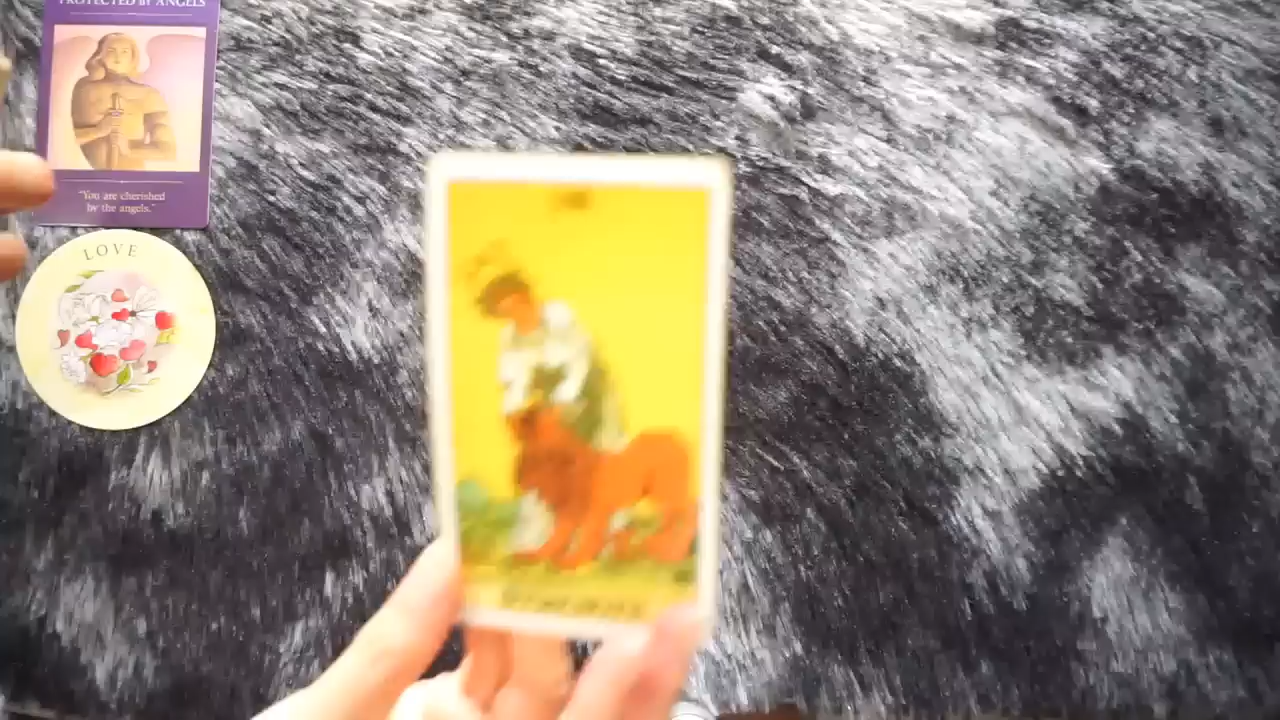 PROTECTED BY ANGELS
"You are cherished
by the angels."
LOVE